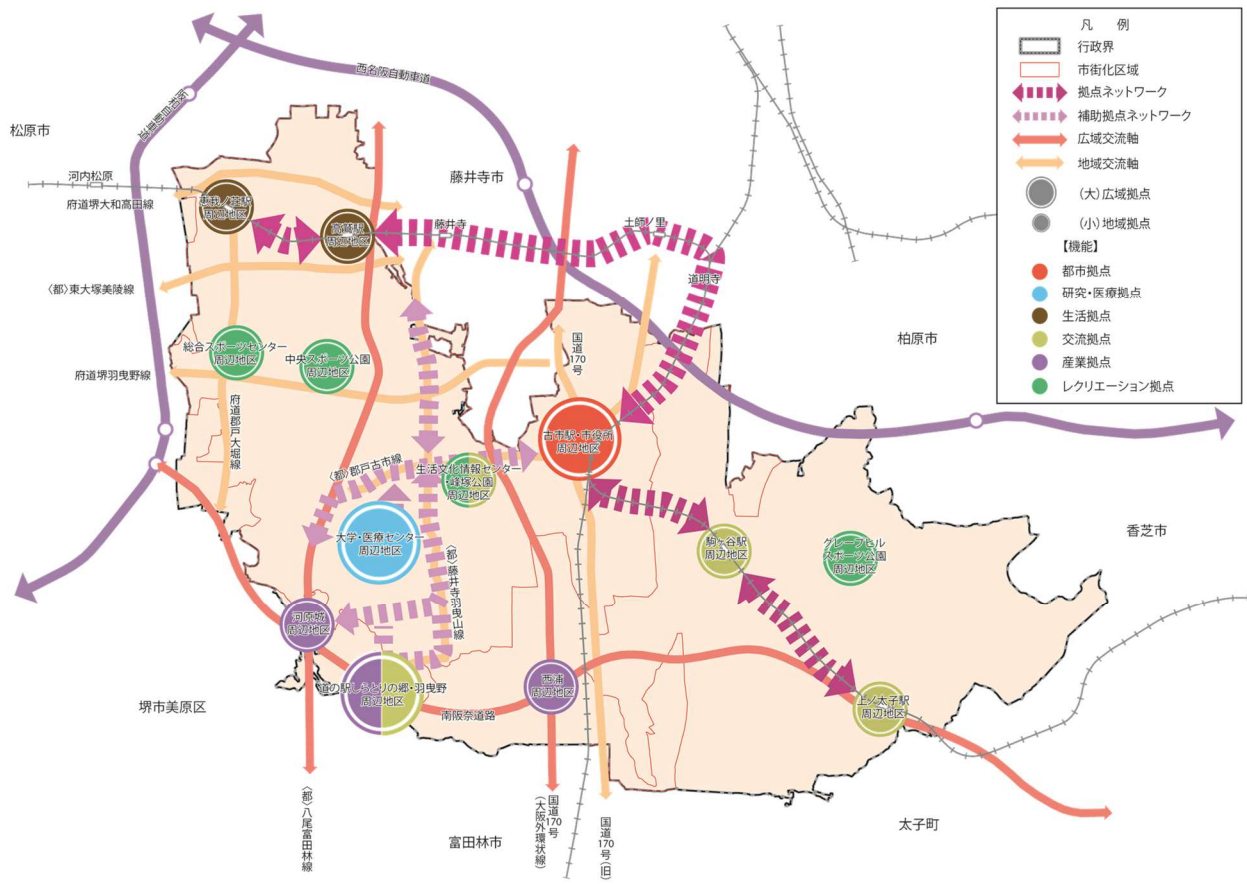 凡　例
行政界
市街化区域
拠点ネットワーク
補助拠点ネットワーク
広域交流軸
地域交流軸
(大)広域拠点
(小)地域拠点
【機能】
都市拠点
研究・医療拠点
生活拠点
交流拠点
産業拠点
レクリエーション拠点
西名阪自動車道
阪和自動車道
松原市
河内松原
府道堺大和高田線
恵我ノ荘駅
周辺地区
高鷲駅
周辺地区
藤井寺市
藤井寺
土師ノ里
道明寺
〈都〉東大塚美陵線
柏原市
総合スポーツセンター
周辺地区
中央スポーツ公園
周辺地区
国道170号
府道堺羽曳野線
府道郡戸大堀線
古市駅・市役所
周辺地区
〈都〉郡戸古市線
生活文化情報センター
・峰塚公園
周辺地区
大学・医療センター
周辺地区
駒ヶ谷駅
周辺地区
グレープヒル
スポーツ公園
周辺地区
香芝市
〈都〉藤井寺羽曳山線
河原城
周辺地区
道の駅しらとりの郷・羽曳野
周辺地区
西浦
周辺地区
上ノ太子駅
周辺地区
南阪奈道路
堺市美原区
〈都〉八尾富田林線
富田林市
国道170号
(大阪外環状線)
国道170号(旧)
太子町